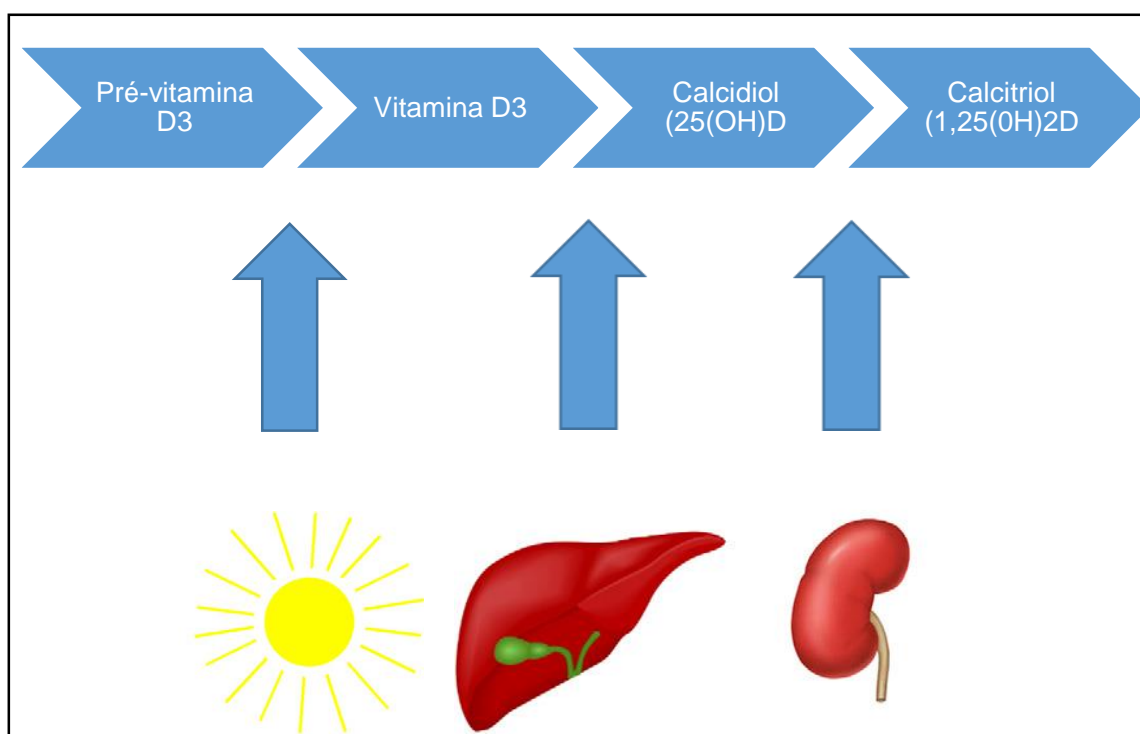 Pré-vitamina
D3
Vitamina D3
Calcidiol
(25(OH)D
Calcitriol
(1,25(0H)2D